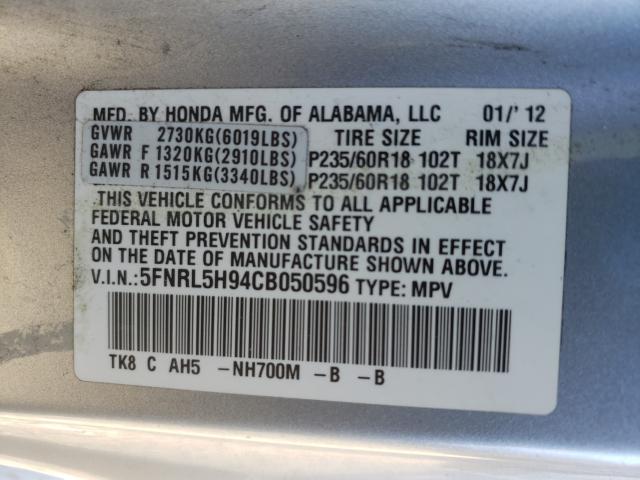 MFD. BY HONDA MFG. OF ALABAMA, LLC 01/' 12
GVWR 2730KG(6019LBS) TIRE SIZE RIM SIZE
GAWR F 1320KG(2910LBS) P235/60R18 102T 18X7J
GAWR R 1515KG(3340LBS) P235/60R18 102T 18X7J
THIS VEHICLE CONFORMS TO ALL APPLICABLE
FEDERAL MOTOR VEHICLE SAFETY
AND THEFT PREVENTION STANDARDS IN EFFECT
ON THE DATE OF MANUFACTURE SHOWN ABOVE.
V.I.N.:5FNRL5H94CB050596 TYPE: MPV
TK8 C AH5 -NH700M -B -B